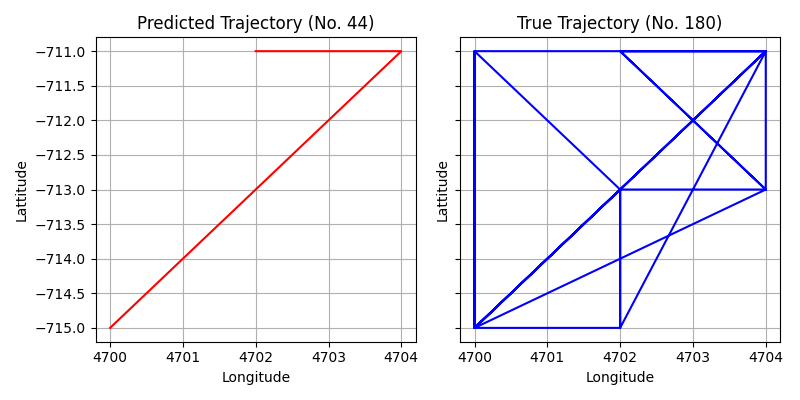 Predicted Trajectory (No. 44)
Lattitude
−711.0
−711.5
−712.0
−712.5
−713.0
−713.5
−714.0
−714.5
−715.0
4700 4701 4702 4703 4704
Longitude
True Trajectory (No. 180)
Lattitude
4700 4701 4702 4703 4704
Longitude